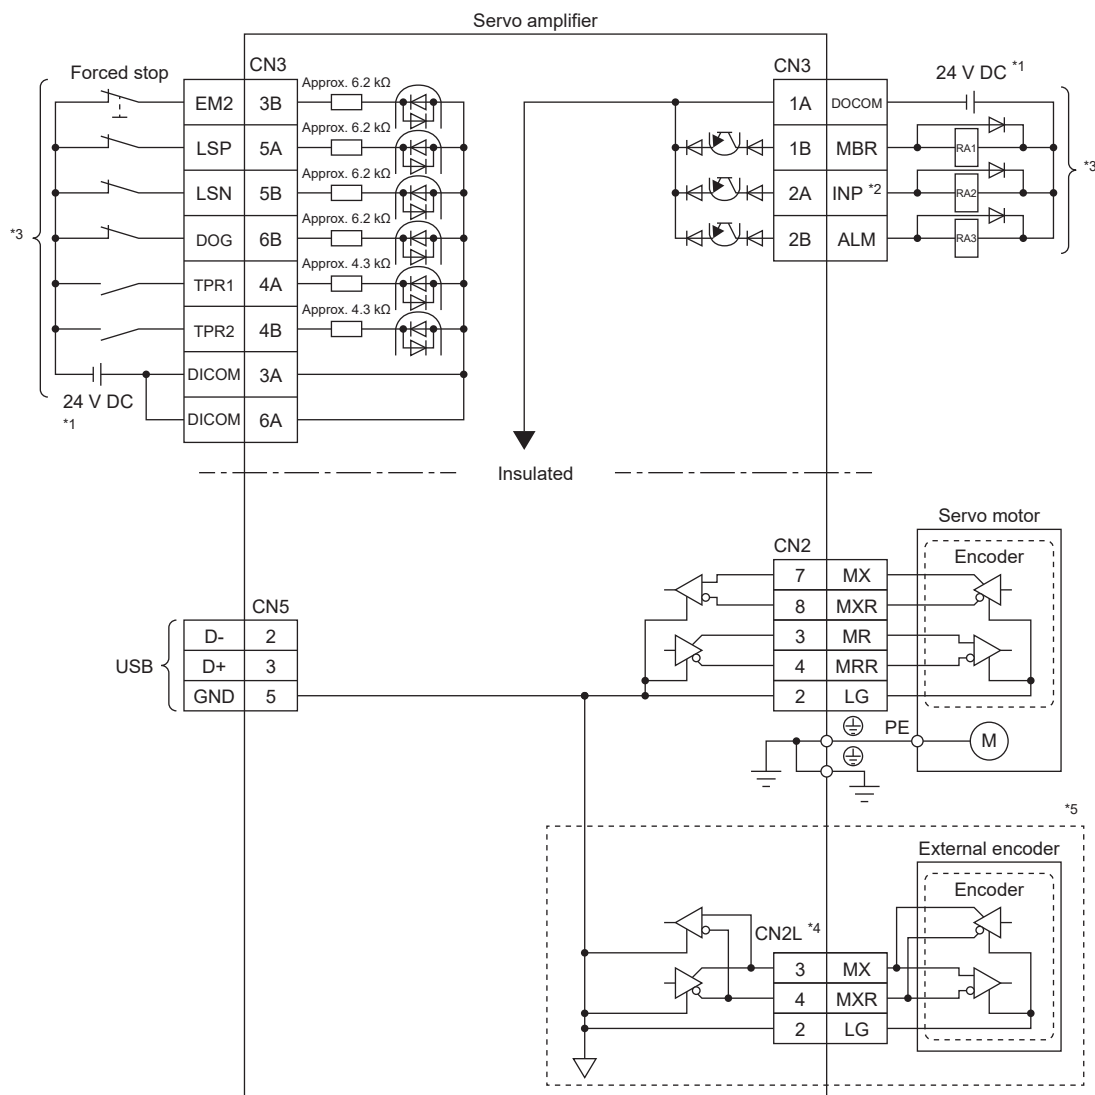 Servo amplifier
Forced stop
CN3
EM2 3B Approx. 6.2 kΩ
LSP 5A Approx. 6.2 kΩ
LSN 5B Approx. 6.2 kΩ
DOG 6B Approx. 6.2 kΩ
TPR1 4A Approx. 4.3 kΩ
TPR2 4B Approx. 4.3 kΩ
DICOM 3A
DICOM 6A
*3
24 V DC
*1
CN3
24 V DC *1
1A DOCOM
1B MBR RA1
2A INP *2 RA2
2B ALM RA3
*3
Insulated
CN5
USB
D- 2
D+ 3
GND 5
Servo motor
Encoder
CN2
7 MX
8 MXR
3 MR
4 MRR
2 LG
PE
M
*5
External encoder
Encoder
CN2L *4
3 MX
4 MXR
2 LG